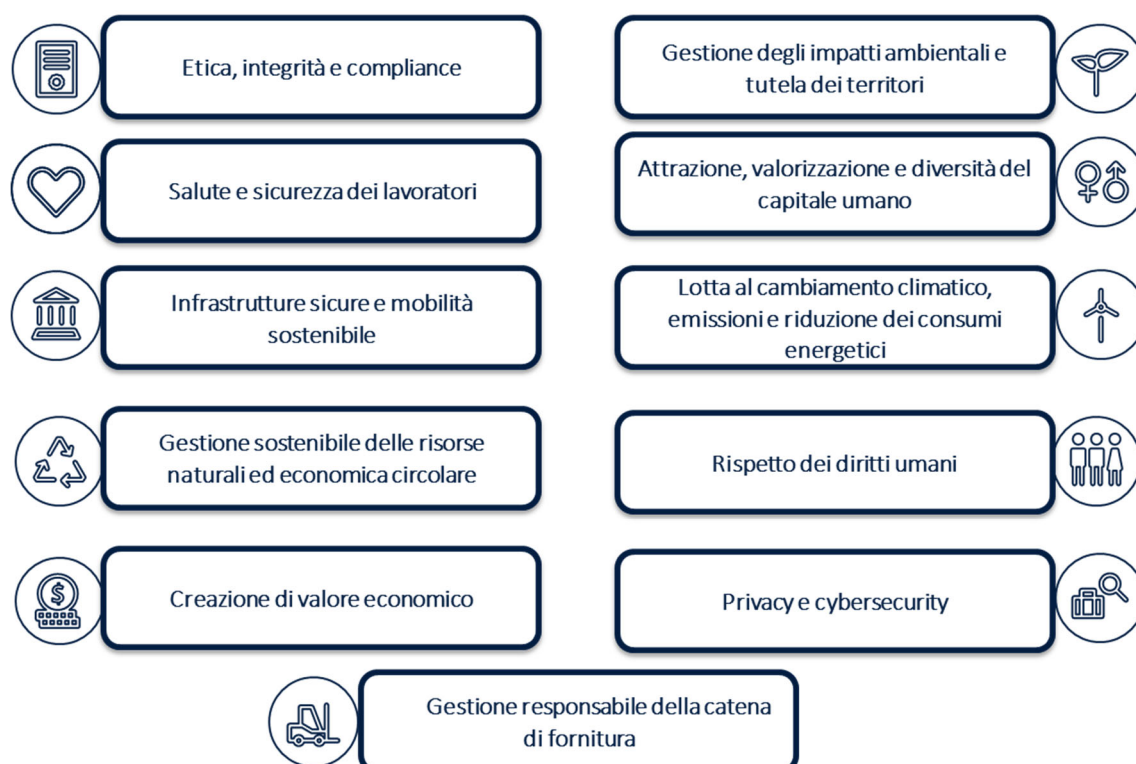 Etica, integrità e compliance
Gestione degli impatti ambientali e
tutela dei territori
Salute e sicurezza dei lavoratori
Attrazione, valorizzazione e diversità del
capitale umano
Infrastrutture sicure e mobilità
sostenibile
Lotta al cambiamento climatico,
emissioni e riduzione dei consumi
energetici
Gestione sostenibile delle risorse
naturali ed economica circolare
Rispetto dei diritti umani
$
Creazione di valore economico
Privacy e cybersecurity
Gestione responsabile della catena
di fornitura